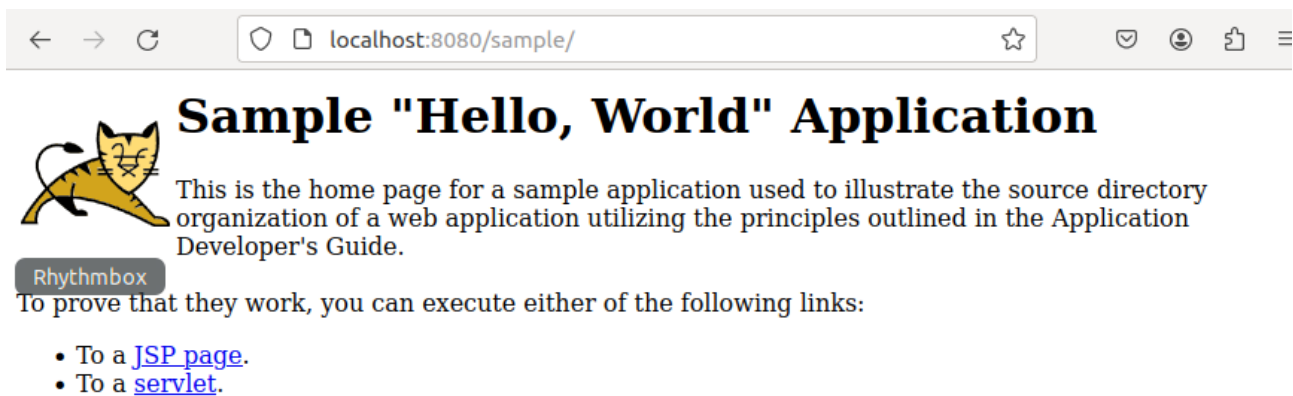 localhost:8080/sample/
Sample "Hello, World" Application
This is the home page for a sample application used to illustrate the source directory
organization of a web application utilizing the principles outlined in the Application
Developer's Guide.
Rhythmbox
To prove that they work, you can execute either of the following links:
• To a JSP page.
• To a servlet.